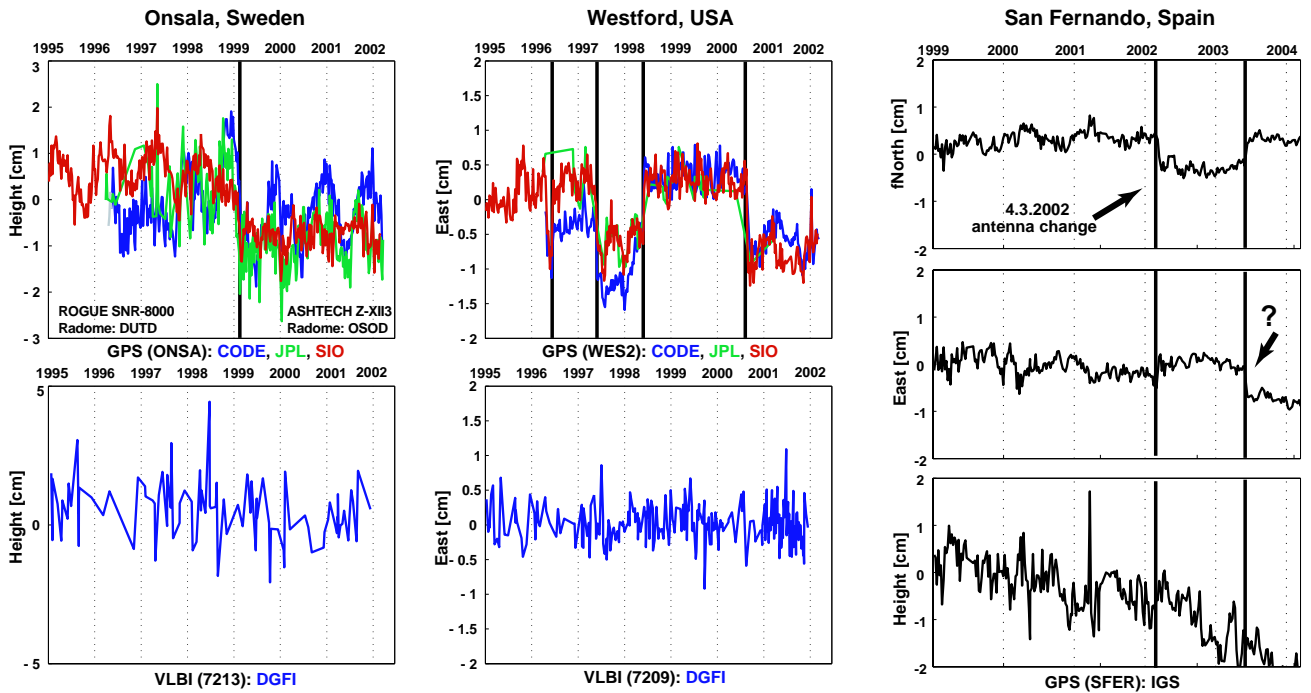 Onsala, Sweden
1995 1996 1997 1998 1999 2000 2001 2002
3
2
1
0
- 1
- 2
- 3
Height [cm]
ROGUE SNR-8000
Radome: DUTD
ASHTECH Z-XII3
Radome: OSOD
GPS (ONSA): CODE, JPL, SIO
1995 1996 1997 1998 1999 2000 2001 2002
5
0
- 5
Height [cm]
VLBI (7213): DGFI
Westford, USA
1995 1996 1997 1998 1999 2000 2001 2002
2
1.5
1
0.5
0
- 0.5
- 1
- 1.5
- 2
East [cm]
GPS (WES2): CODE, JPL, SIO
1995 1996 1997 1998 1999 2000 2001 2002
2
1.5
1
0.5
0
- 0.5
- 1
- 1.5
- 2
East [cm]
VLBI (7209): DGFI
San Fernando, Spain
1999 2000 2001 2002 2003 2004
2
1
0
-1
-2
fNorth [cm]
4.3.2002
antenna change
2
1
0
-1
-2
East [cm]
?
2
1
0
-1
-2
Height [cm]
GPS (SFER): IGS